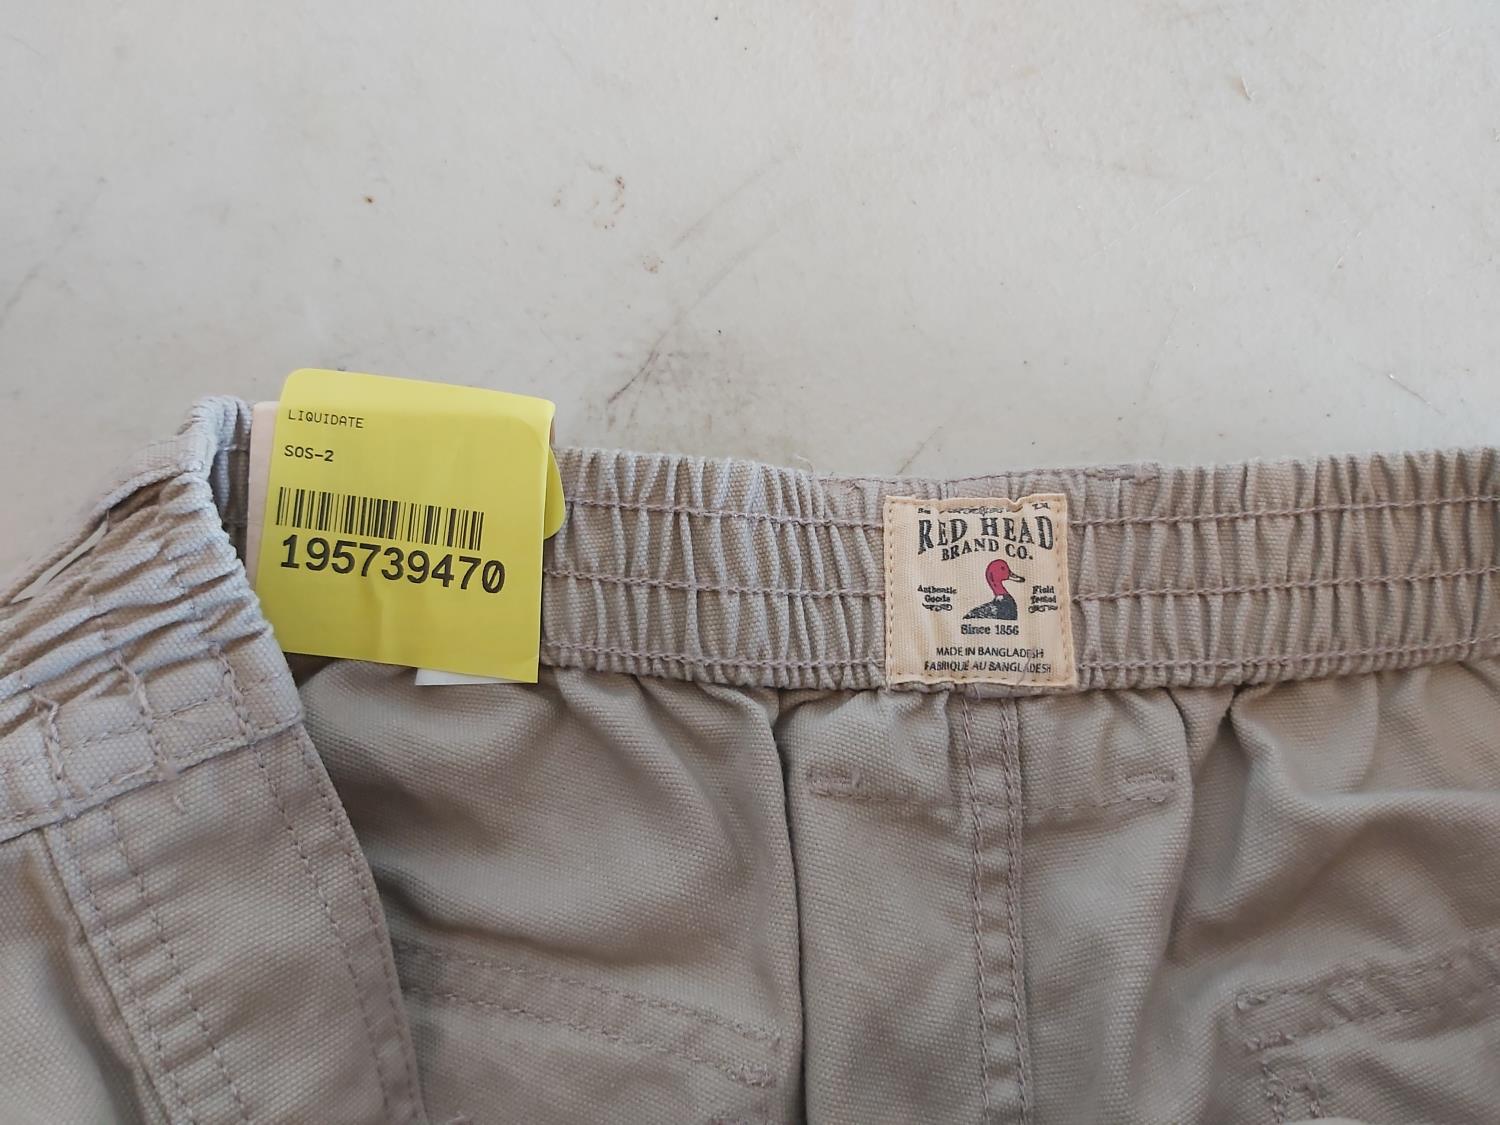 LIQUIDATE
SOS-2
195739470
RED HEAD
BRAND CO.
Authentic
Goods
Field
Tested
Since 1856
MADE IN BANGLADESH
FABRIQUE AU BANGLADESH